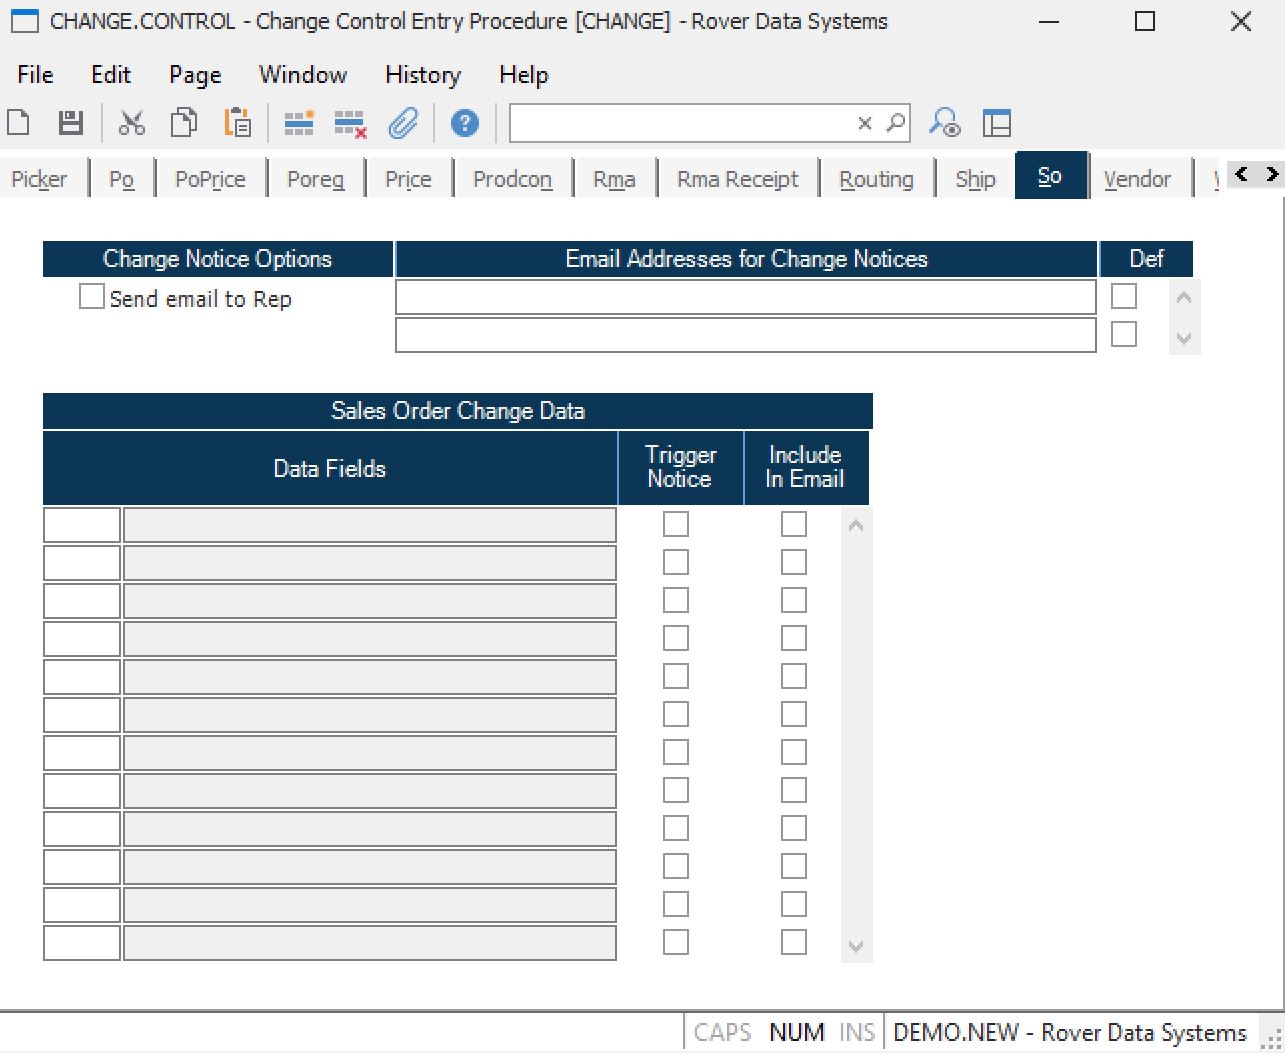 CHANGE.CONTROL - Change Control Entry Procedure [CHANGE] - Rover Data Systems
File Edit Page Window History Help
Picker Po PoPrice Poreg Price Prodcon Rma Rma Receipt Routing Ship So Vendor
Change Notice Options Email Addresses for Change Notices Def
Send email to Rep
Sales Order Change Data
Data Fields Trigger Notice Include In Email
CAPS NUM INS DEMO.NEW - Rover Data Systems